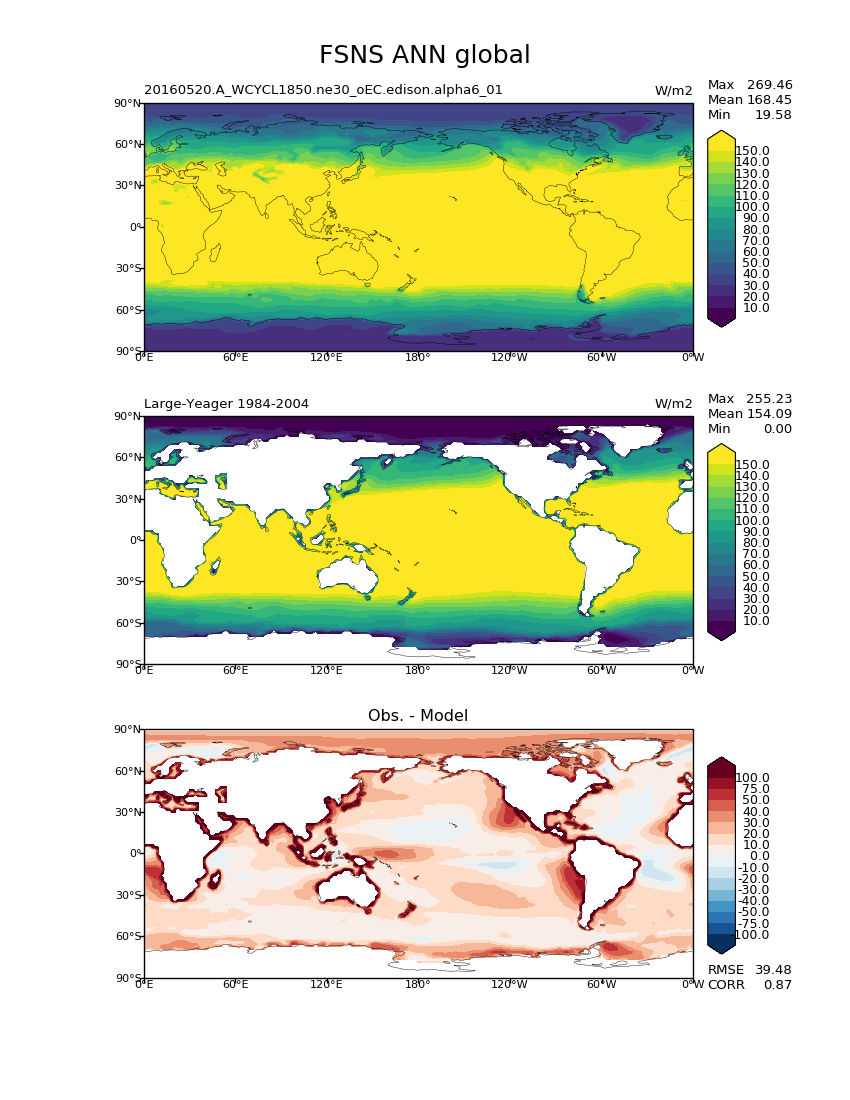 FSNS ANN global
20160520.A_WCYCL1850.ne30_oEC.edison.alpha6_01
W/m2
Max 269.46
Mean 168.45
Min 19.58
90°N
60°N
30°N
0°
30°S
60°S
90°S
0°E 60°E 120°E 180° 120°W 60°W 0°W
150.0
140.0
130.0
120.0
110.0
100.0
90.0
80.0
70.0
60.0
50.0
40.0
30.0
20.0
10.0
Large-Yeager 1984-2004
W/m2
Max 255.23
Mean 154.09
Min 0.00
90°N
60°N
30°N
0°
30°S
60°S
90°S
0°E 60°E 120°E 180° 120°W 60°W 0°W
150.0
140.0
130.0
120.0
110.0
100.0
90.0
80.0
70.0
60.0
50.0
40.0
30.0
20.0
10.0
Obs. - Model
90°N
60°N
30°N
0°
30°S
60°S
90°S
0°E 60°E 120°E 180° 120°W 60°W 0°W
100.0
75.0
50.0
40.0
30.0
20.0
10.0
0.0
-10.0
-20.0
-30.0
-40.0
-50.0
-75.0
-100.0
RMSE 39.48
CORR 0.87